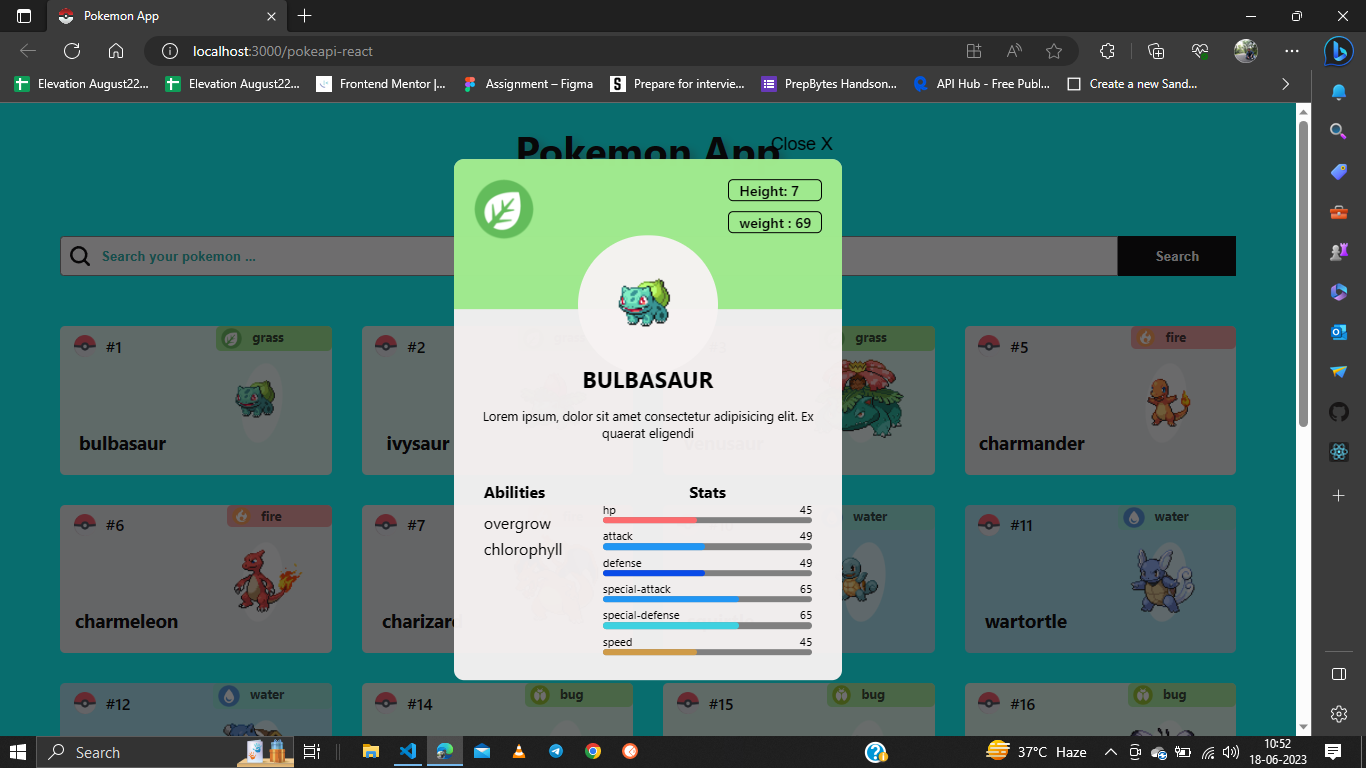 Pokemon App
localhost:3000/pokeapi-react
Elevation August22...
Elevation August22...
Frontend Mentor |...
Assignment – Figma
Prepare for intervie...
PrepBytes Handson...
API Hub - Free Publ...
Create a new Sand...
Pokemon App
Close X
Height: 7
weight : 69
Search your pokemon ...
Search
#1
grass
bulbasaur
#2
ivysaur
grass
venusaur
#5
fire
charmander
BULBASAUR
Lorem ipsum, dolor sit amet consectetur adipisicing elit. Ex
quaerat eligendi
Abilities
overgrow
chlorophyll
Stats
hp 45
attack 49
defense 49
special-attack 65
special-defense 65
speed 45
#6
fire
charmeleon
#7
charizard
water
#11
water
wartortle
#12
water
#14
bug
#15
bug
#16
bug
Search
37°C Haze
10:52
18-06-2023